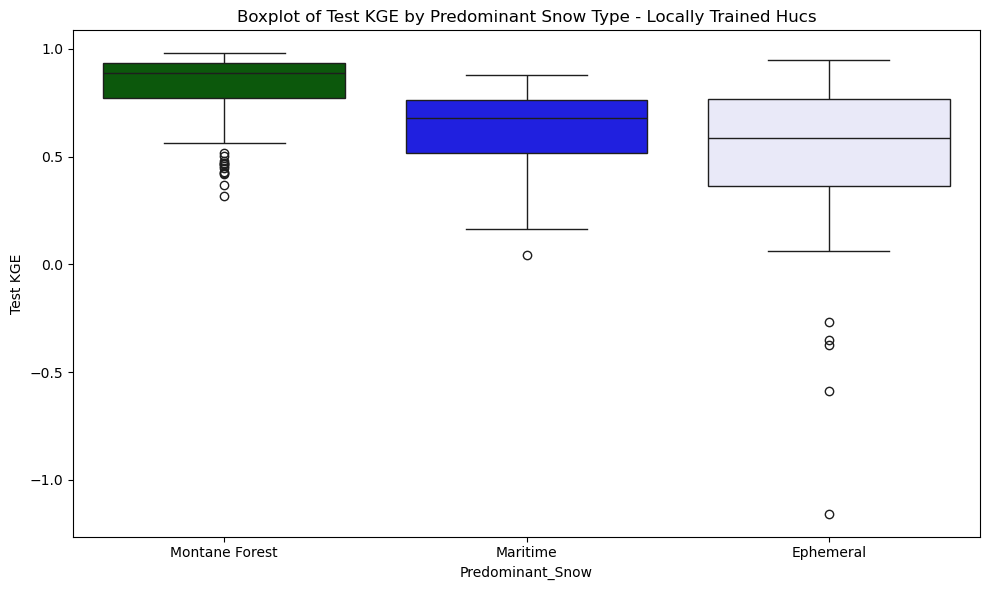 Boxplot of Test KGE by Predominant Snow Type - Locally Trained Hucs
1.0
0.5
0.0
−0.5
−1.0
Test KGE
Montane Forest
Maritime
Ephemeral
Predominant_Snow